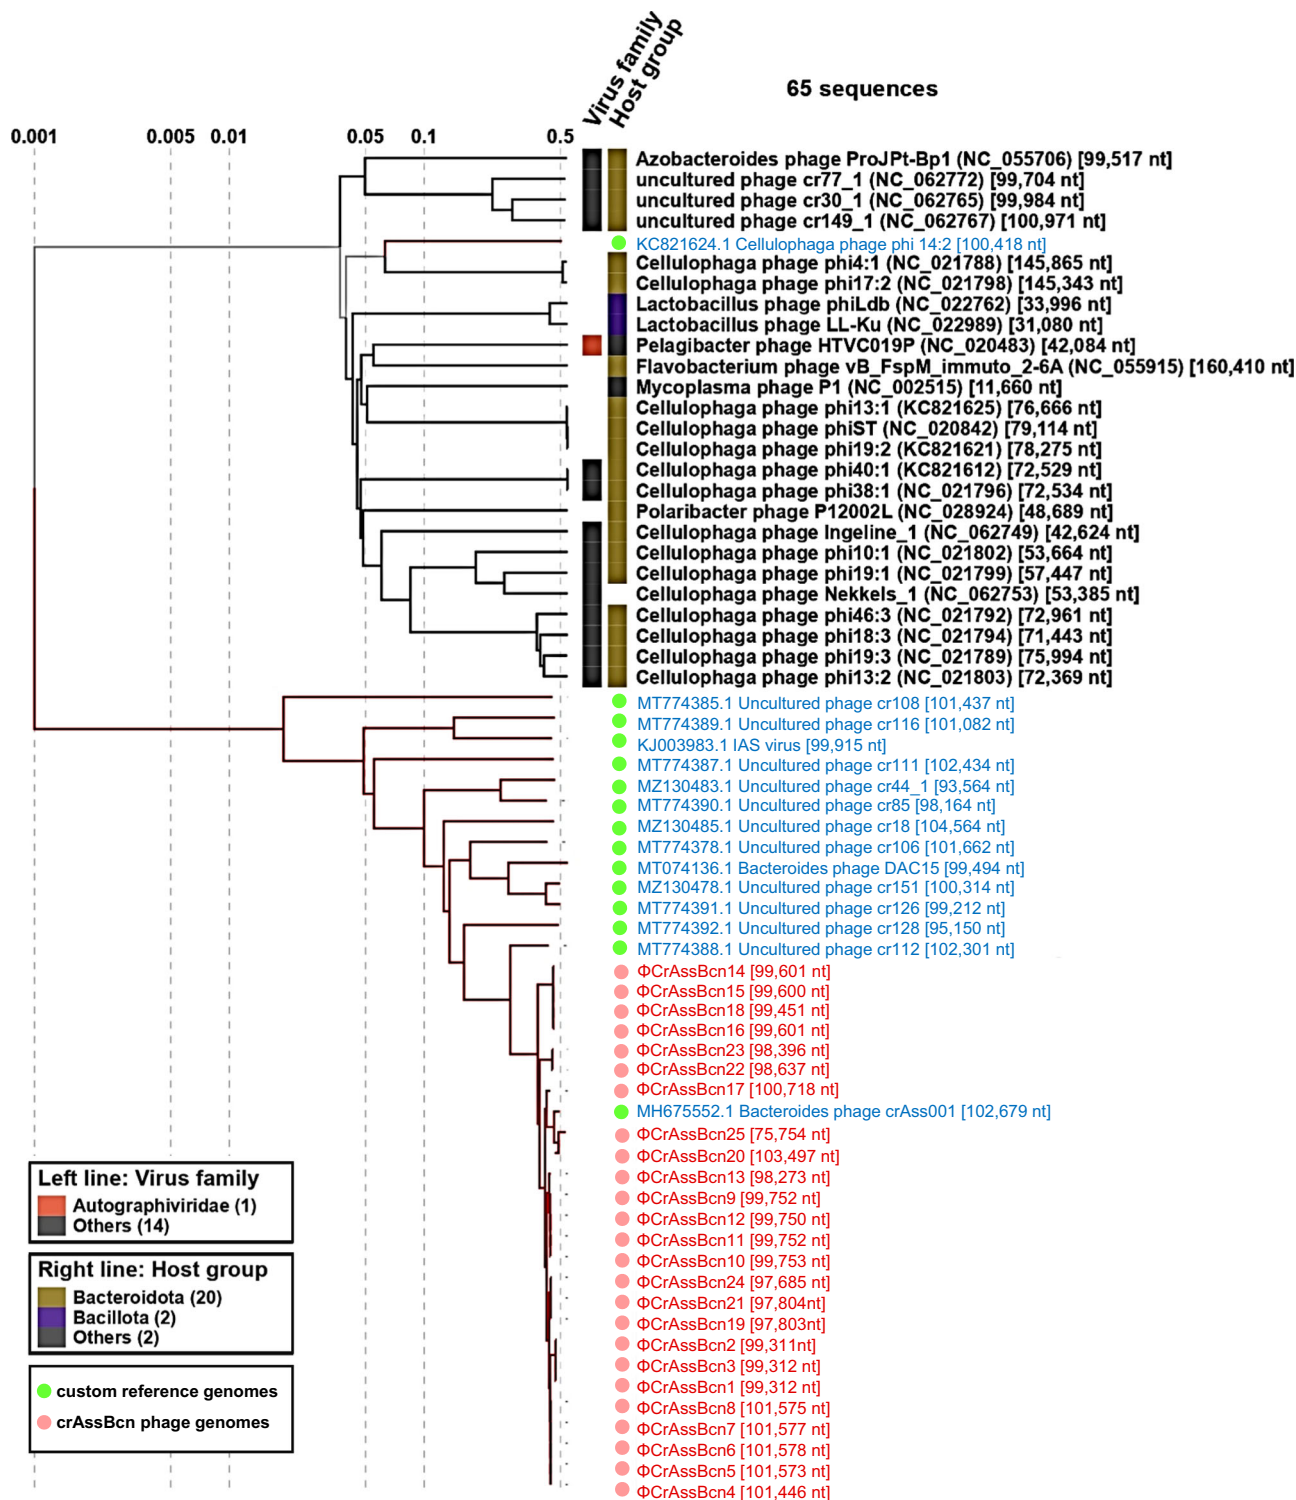 Virus family
Host group
65 sequences
0.001 0.005 0.01 0.05 0.1 0.5
Azobacteroides phage ProJPt-Bp1 (NC_055706) [99,517 nt]
uncultured phage cr77_1 (NC_062772) [99,704 nt]
uncultured phage cr30_1 (NC_062765) [99,984 nt]
uncultured phage cr149_1 (NC_062767) [100,971 nt]
KC821624.1 Cellulophaga phage phi 14:2 [100,418 nt]
Cellulophaga phage phi4:1 (NC_021788) [145,865 nt]
Cellulophaga phage phi17:2 (NC_021798) [145,343 nt]
Lactobacillus phage phiLdb (NC_022762) [33,996 nt]
Lactobacillus phage LL-Ku (NC_022989) [31,080 nt]
Pelagibacter phage HTVC019P (NC_020483) [42,084 nt]
Flavobacterium phage vB_FspM_immuto_2-6A (NC_055915) [160,410 nt]
Mycoplasma phage P1 (NC_002515) [11,660 nt]
Cellulophaga phage phi13:1 (KC821625) [76,666 nt]
Cellulophaga phage phiST (NC_020842) [79,114 nt]
Cellulophaga phage phi19:2 (KC821621) [78,275 nt]
Cellulophaga phage phi40:1 (KC821612) [72,529 nt]
Cellulophaga phage phi38:1 (NC_021796) [72,534 nt]
Polaribacter phage P12002L (NC_028924) [48,689 nt]
Cellulophaga phage Ingeline_1 (NC_062749) [42,624 nt]
Cellulophaga phage phi10:1 (NC_021802) [53,664 nt]
Cellulophaga phage phi19:1 (NC_021799) [57,447 nt]
Cellulophaga phage Nekkels_1 (NC_062753) [53,385 nt]
Cellulophaga phage phi46:3 (NC_021792) [72,961 nt]
Cellulophaga phage phi18:3 (NC_021794) [71,443 nt]
Cellulophaga phage phi19:3 (NC_021789) [75,994 nt]
Cellulophaga phage phi13:2 (NC_021803) [72,369 nt]
MT774385.1 Uncultured phage cr108 [101,437 nt]
MT774389.1 Uncultured phage cr116 [101,082 nt]
KJ003983.1 IAS virus [99,915 nt]
MT774387.1 Uncultured phage cr111 [102,434 nt]
MZ130483.1 Uncultured phage cr44_1 [93,564 nt]
MT774390.1 Uncultured phage cr85 [98,164 nt]
MZ130485.1 Uncultured phage cr18 [104,564 nt]
MT774378.1 Uncultured phage cr106 [101,662 nt]
MT074136.1 Bacteroides phage DAC15 [99,494 nt]
MZ130478.1 Uncultured phage cr151 [100,314 nt]
MT774391.1 Uncultured phage cr126 [99,212 nt]
MT774392.1 Uncultured phage cr128 [95,150 nt]
MT774388.1 Uncultured phage cr112 [102,301 nt]
ΦCrAssBcn14 [99,601 nt]
ΦCrAssBcn15 [99,600 nt]
ΦCrAssBcn18 [99,451 nt]
ΦCrAssBcn16 [99,601 nt]
ΦCrAssBcn23 [98,396 nt]
ΦCrAssBcn22 [98,637 nt]
ΦCrAssBcn17 [100,718 nt]
MH675552.1 Bacteroides phage crAss001 [102,679 nt]
ΦCrAssBcn25 [75,754 nt]
ΦCrAssBcn20 [103,497 nt]
ΦCrAssBcn13 [98,273 nt]
ΦCrAssBcn9 [99,752 nt]
ΦCrAssBcn12 [99,750 nt]
ΦCrAssBcn11 [99,752 nt]
ΦCrAssBcn10 [99,753 nt]
ΦCrAssBcn24 [97,685 nt]
ΦCrAssBcn21 [97,804nt]
ΦCrAssBcn19 [97,803nt]
ΦCrAssBcn2 [99,311nt]
ΦCrAssBcn3 [99,312 nt]
ΦCrAssBcn1 [99,312 nt]
ΦCrAssBcn8 [101,575 nt]
ΦCrAssBcn7 [101,577 nt]
ΦCrAssBcn6 [101,578 nt]
ΦCrAssBcn5 [101,573 nt]
ΦCrAssBcn4 [101,446 nt]
Left line: Virus family
Autographiviridae (1)
Others (14)
Right line: Host group
Bacteroidota (20)
Bacillota (2)
Others (2)
custom reference genomes
crAssBcn phage genomes